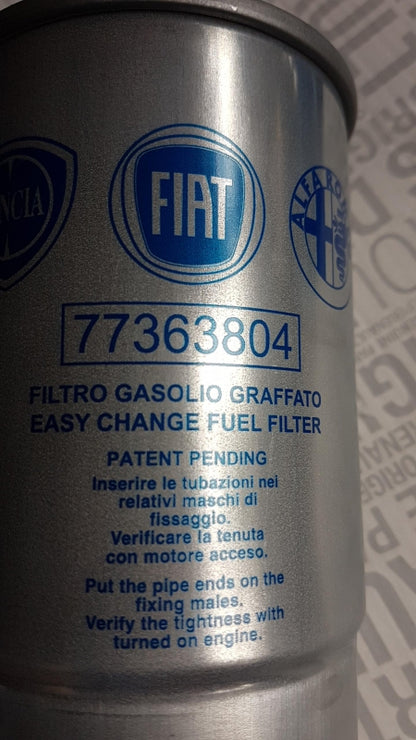 FIAT
77363804
FILTRO GASOLIO GRAFFATO
EASY CHANGE FUEL FILTER
PATENT PENDING
Inserire le tubazioni nei
relativi maschi di
fissaggio.
Verificare la tenuta
con motore acceso.
Put the pipe ends on the
fixing males.
Verify the tightness with
turned on engine.